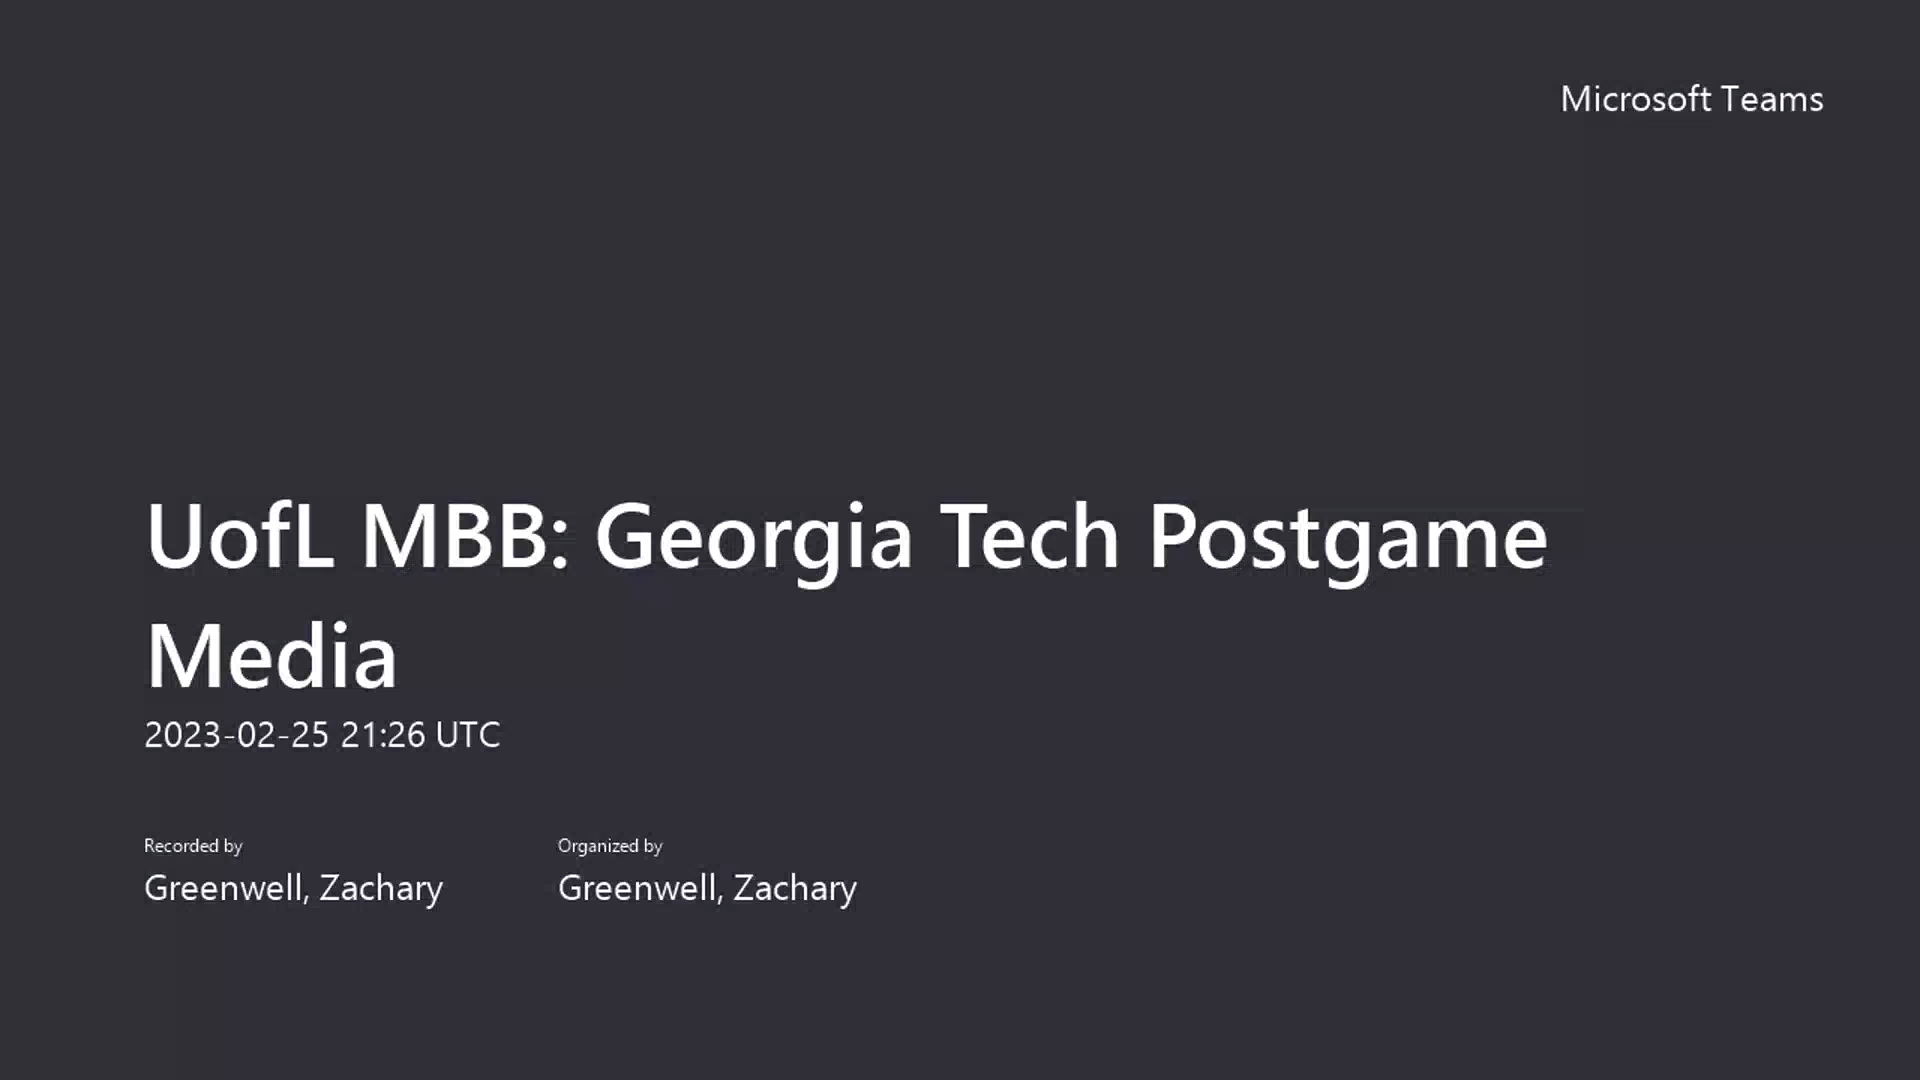 Microsoft Teams
UofL MBB: Georgia Tech Postgame
Media
2023-02-25 21:26 UTC
Recorded by
Organized by
Greenwell, Zachary
Greenwell, Zachary